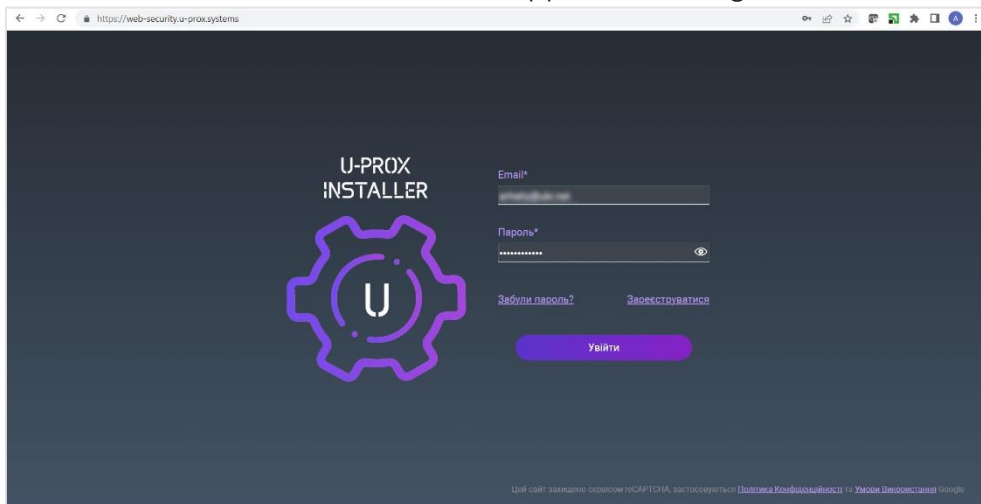 https://web-security.u-prox.systems
A
U-PROX
INSTALLER
U
Email*
Пароль*
Забули пароль?
Зареєструватися
Увійти
Цей сайт захищено сервісом reCAPTCHA, застосовуються Політика Конфіденційності та Умови Використання Google